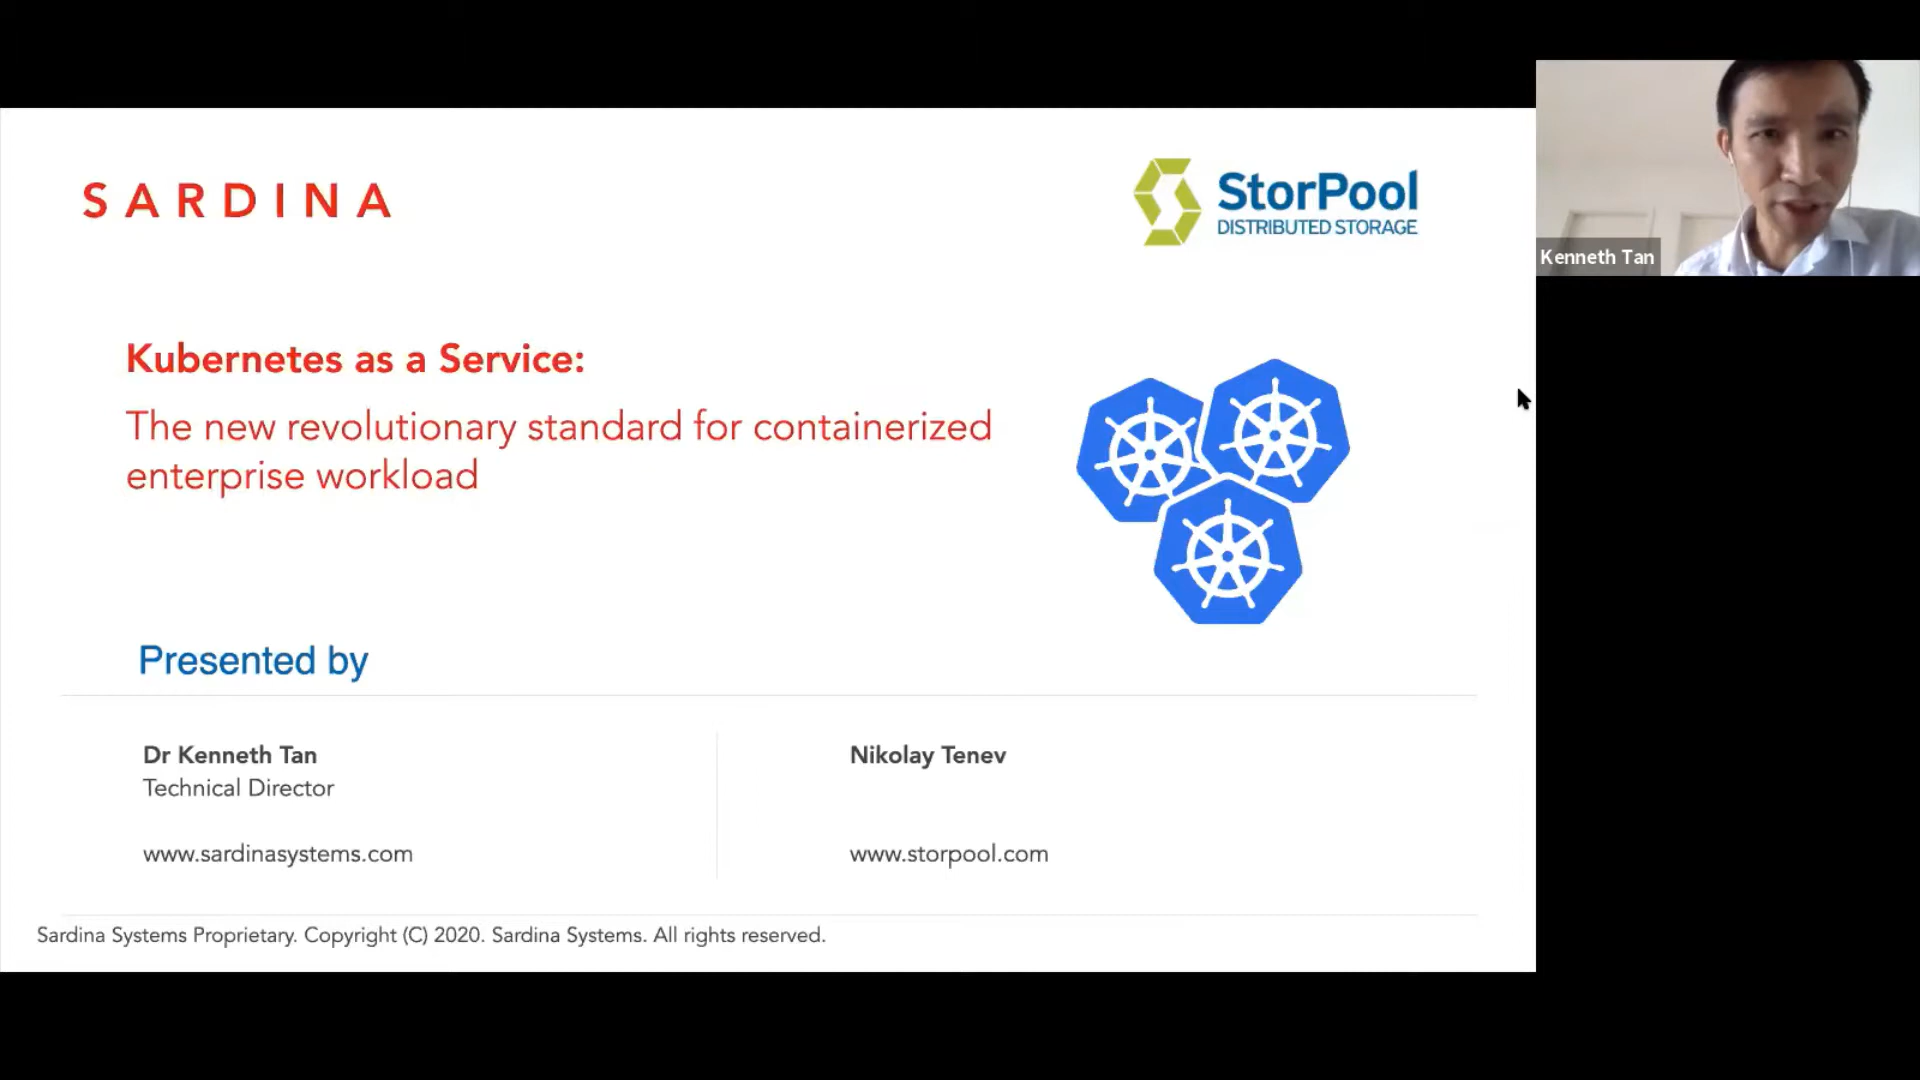 SARDINA
StorPool
DISTRIBUTED STORAGE
Kenneth Tan
Kubernetes as a Service:
The new revolutionary standard for containerized
enterprise workload
Presented by
Dr Kenneth Tan
Technical Director
www.sardinasystems.com
Nikolay Tenev
www.storpool.com
Sardina Systems Proprietary. Copyright (C) 2020. Sardina Systems. All rights reserved.